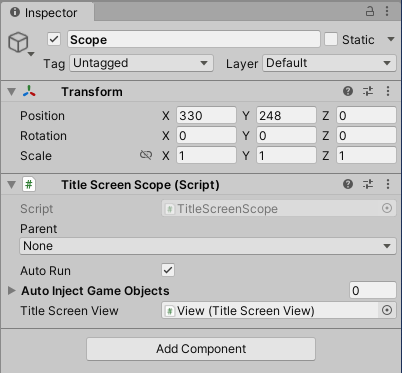 Inspector
Scope Static
Tag Untagged Layer Default
Transform
Position X 330 Y 248 Z 0
Rotation X 0 Y 0 Z 0
Scale X 1 Y 1 Z 1
# Title Screen Scope (Script)
Script # TitleScreenScope
Parent
None
Auto Run
Auto Inject Game Objects 0
Title Screen View # View (Title Screen View)
Add Component